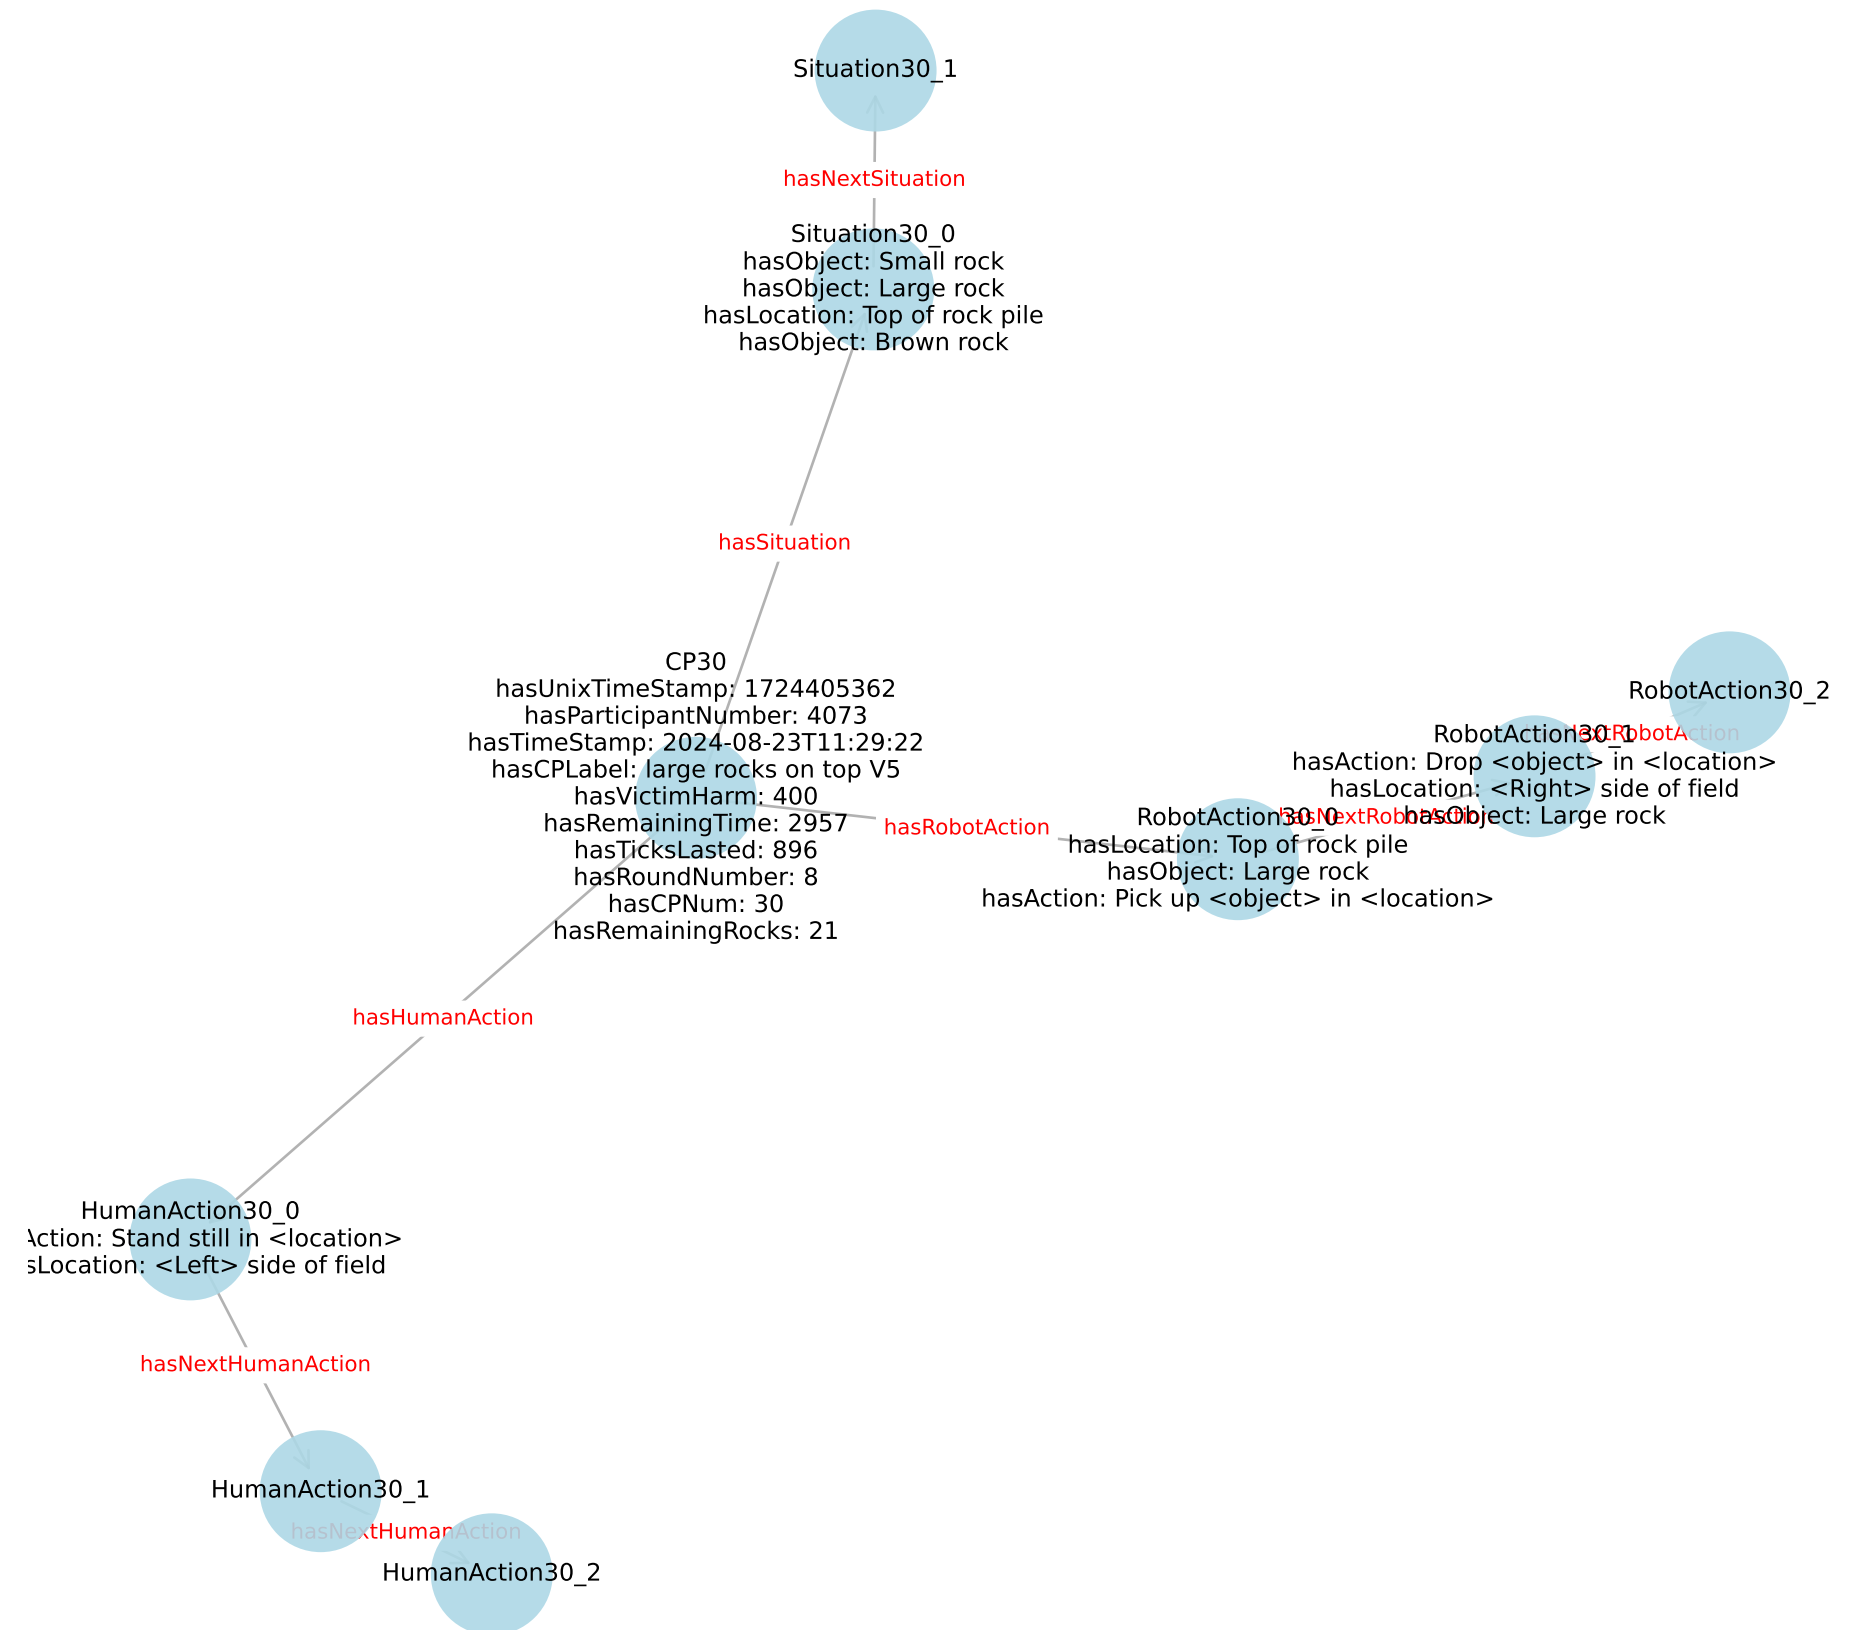 Situation30_1
hasNextSituation
Situation30_0
hasObject: Small rock
hasObject: Large rock
hasLocation: Top of rock pile
hasObject: Brown rock
hasSituation
CP30
hasUnixTimeStamp: 1724405362
hasParticipantNumber: 4073
hasTimeStamp: 2024-08-23T11:29:22
hasCPLabel: large rocks on top V5
hasVictimHarm: 400
hasRemainingTime: 2957
hasTicksLasted: 896
hasRoundNumber: 8
hasCPNum: 30
hasRemainingRocks: 21
hasRobotAction
RobotAction30_0
hasLocation: Top of rock pile
hasObject: Large rock
hasAction: Pick up <object> in <location>
hasNextRobotAction
RobotAction30_1
hasAction: Drop <object> in <location>
hasLocation: <Right> side of field
hasObject: Large rock
extRobotAction
RobotAction30_2
hasHumanAction
HumanAction30_0
Action: Stand still in <location>
sLocation: <Left> side of field
hasNextHumanAction
HumanAction30_1
hasNextHumanAction
HumanAction30_2